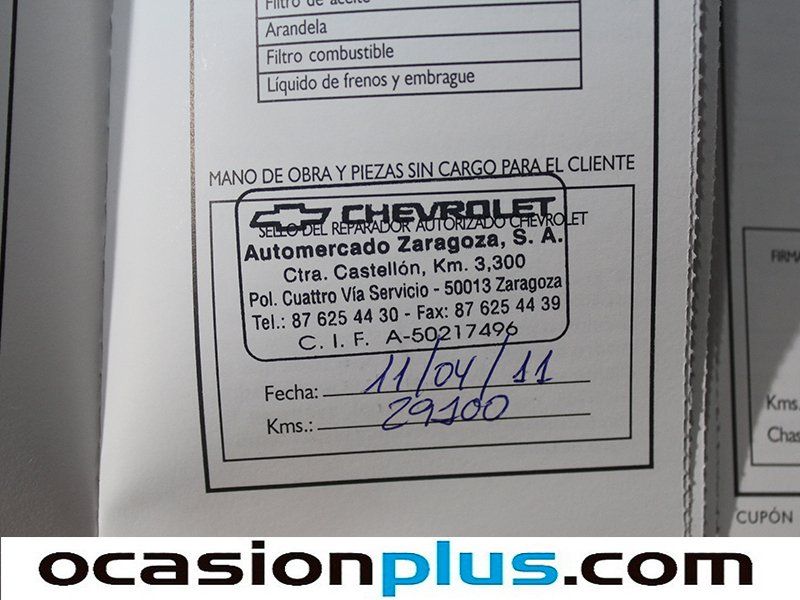 Filtro de aceite
Arandela
Filtro combustible
Líquido de frenos y embrague
MANO DE OBRA Y PIEZAS SIN CARGO PARA EL CLIENTE
CHEVROLET
SELLO DEL REPARADOR AUTORIZADO CHEVROLET
Automercado Zaragoza, S. A.
Ctra. Castellón, Km. 3,300
Pol. Cuattro Vía Servicio - 50013 Zaragoza
Tel.: 87 625 44 30 - Fax: 87 625 44 39
C. I. F. A-50217496
Fecha: 11/04/11
Kms.: 29100
FIRMA
Kms.
Chas
CUPÓN
ocasionplus.com